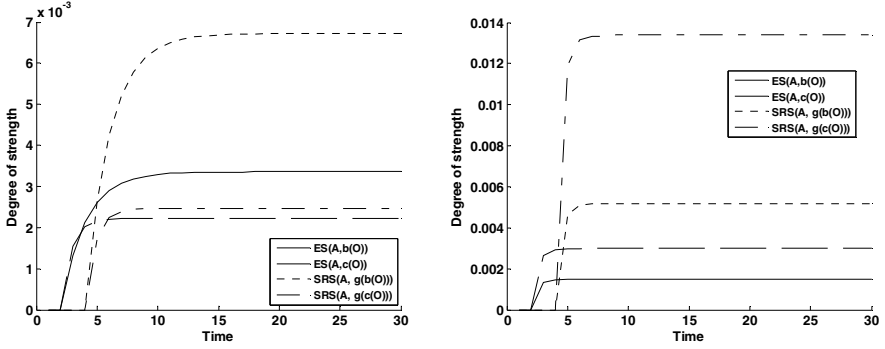 x 10⁻³
7
6
5
4
3
2
1
0
0 5 10 15 20 25 30
Degree of strength
Time
ES(A,b(O))
ES(A,c(O))
SRS(A, g(b(O)))
SRS(A, g(c(O)))
0.014
0.012
0.01
0.008
0.006
0.004
0.002
0
0 5 10 15 20 25 30
Degree of strength
Time
ES(A,b(O))
ES(A,c(O))
SRS(A, g(b(O)))
SRS(A, g(c(O)))